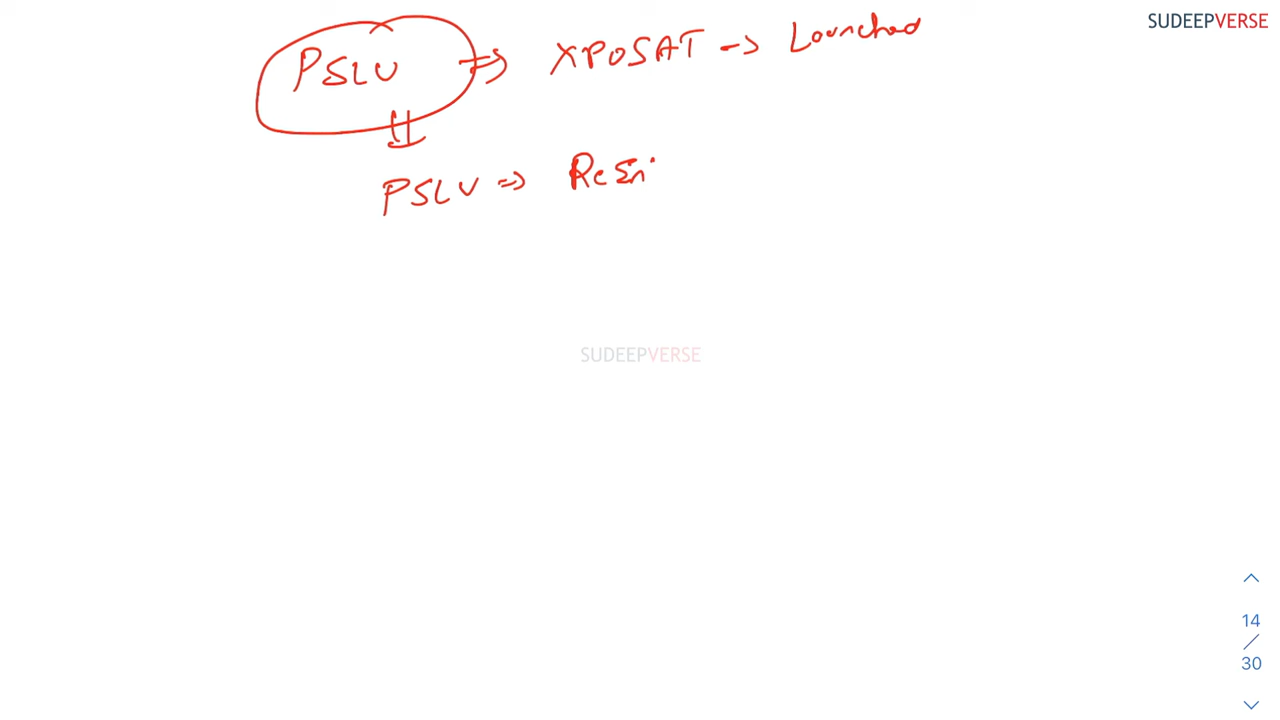 SUDEEPVERSE
PSLV => XPOSAT -> Launched
PSLV =>
SUDEEPVERSE
14
/
30